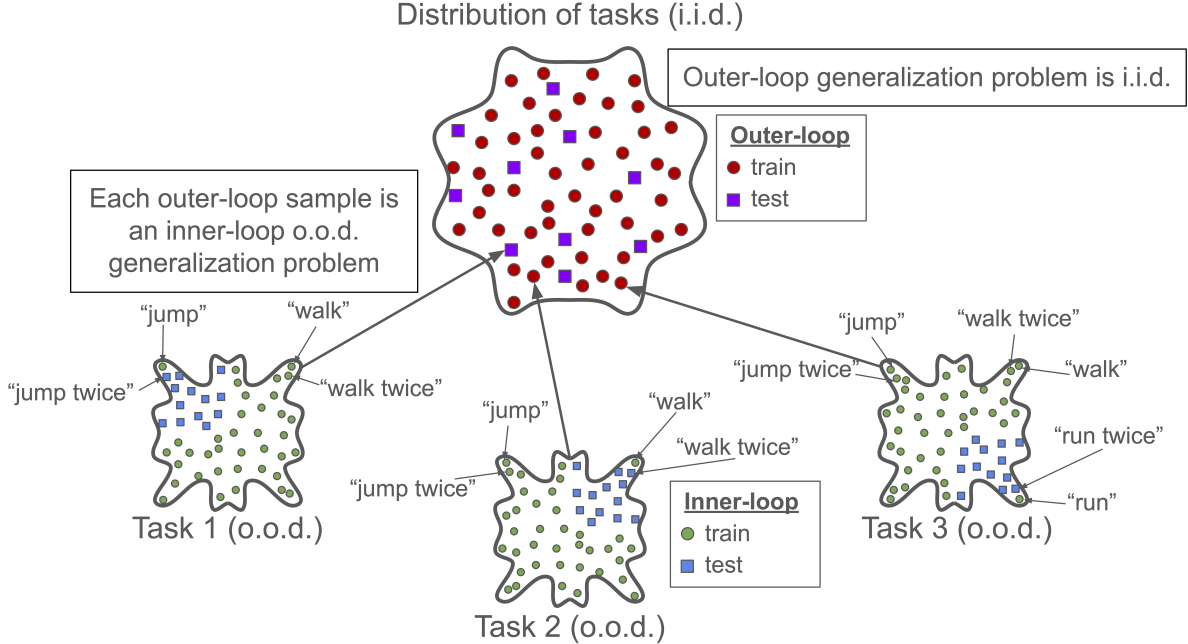 Distribution of tasks (i.i.d.)
Outer-loop generalization problem is i.i.d.
Outer-loop
train
test
Each outer-loop sample is
an inner-loop o.o.d.
generalization problem
“jump”
“walk”
“jump twice”
“walk twice”
Task 1 (o.o.d.)
“jump”
“walk”
“walk twice”
“jump twice”
Task 2 (o.o.d.)
Inner-loop
train
test
“jump”
“walk twice”
“jump twice”
“walk”
“run twice”
“run”
Task 3 (o.o.d.)